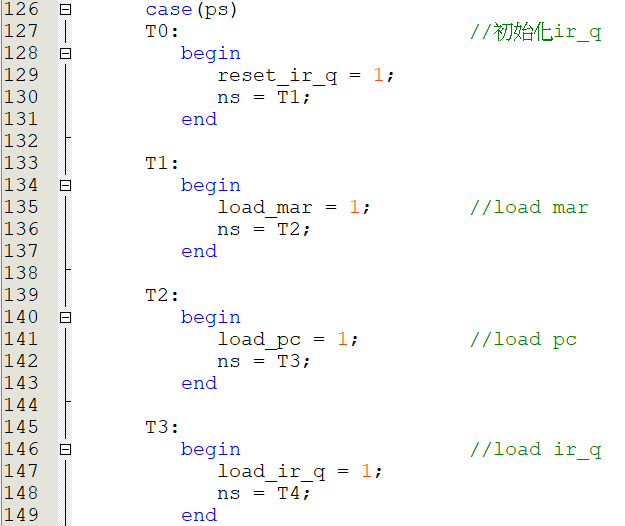 126 case(ps)
127 T0: //初始化ir_q
128 begin
129 reset_ir_q = 1;
130 ns = T1;
131 end
132
133 T1:
134 begin
135 load_mar = 1; //load mar
136 ns = T2;
137 end
138
139 T2:
140 begin
141 load_pc = 1; //load pc
142 ns = T3;
143 end
144
145 T3:
146 begin //load ir_q
147 load_ir_q = 1;
148 ns = T4;
149 end